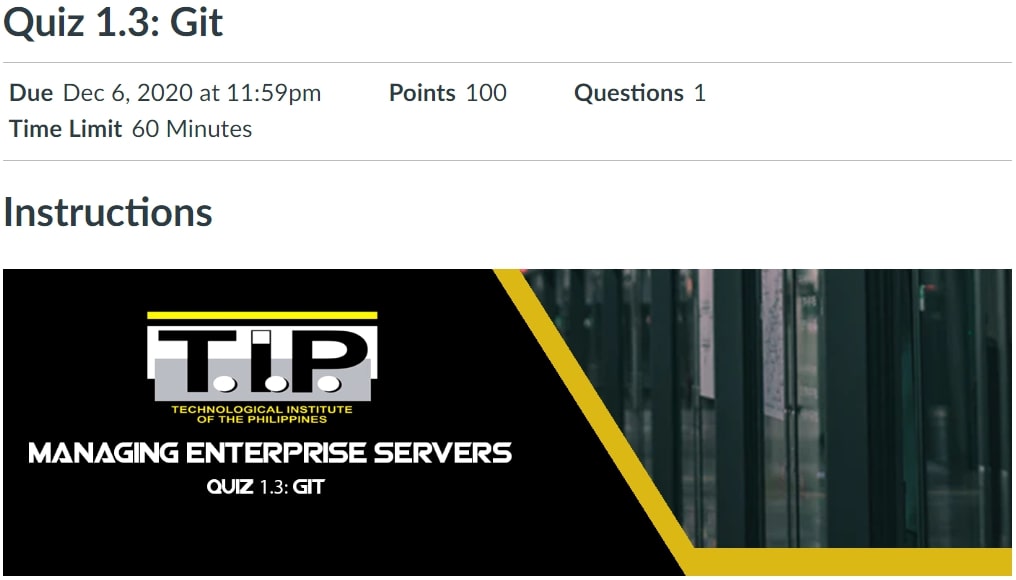 Quiz 1.3: Git
Due Dec 6, 2020 at 11:59pm Points 100 Questions 1
Time Limit 60 Minutes
Instructions
T.I.P.
TECHNOLOGICAL INSTITUTE
OF THE PHILIPPINES
MANAGING ENTERPRISE SERVERS
QUIZ 1.3: GIT